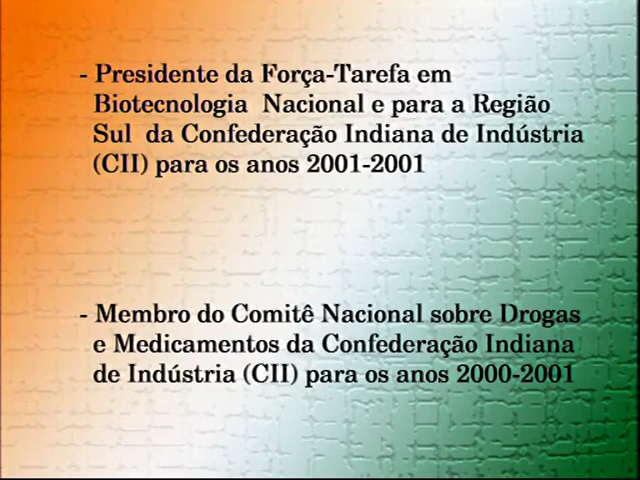 - Presidente da Força-Tarefa em
Biotecnologia Nacional e para a Região
Sul da Confederação Indiana de Indústria
(CII) para os anos 2001-2001
- Membro do Comitê Nacional sobre Drogas
e Medicamentos da Confederação Indiana
de Indústria (CII) para os anos 2000-2001